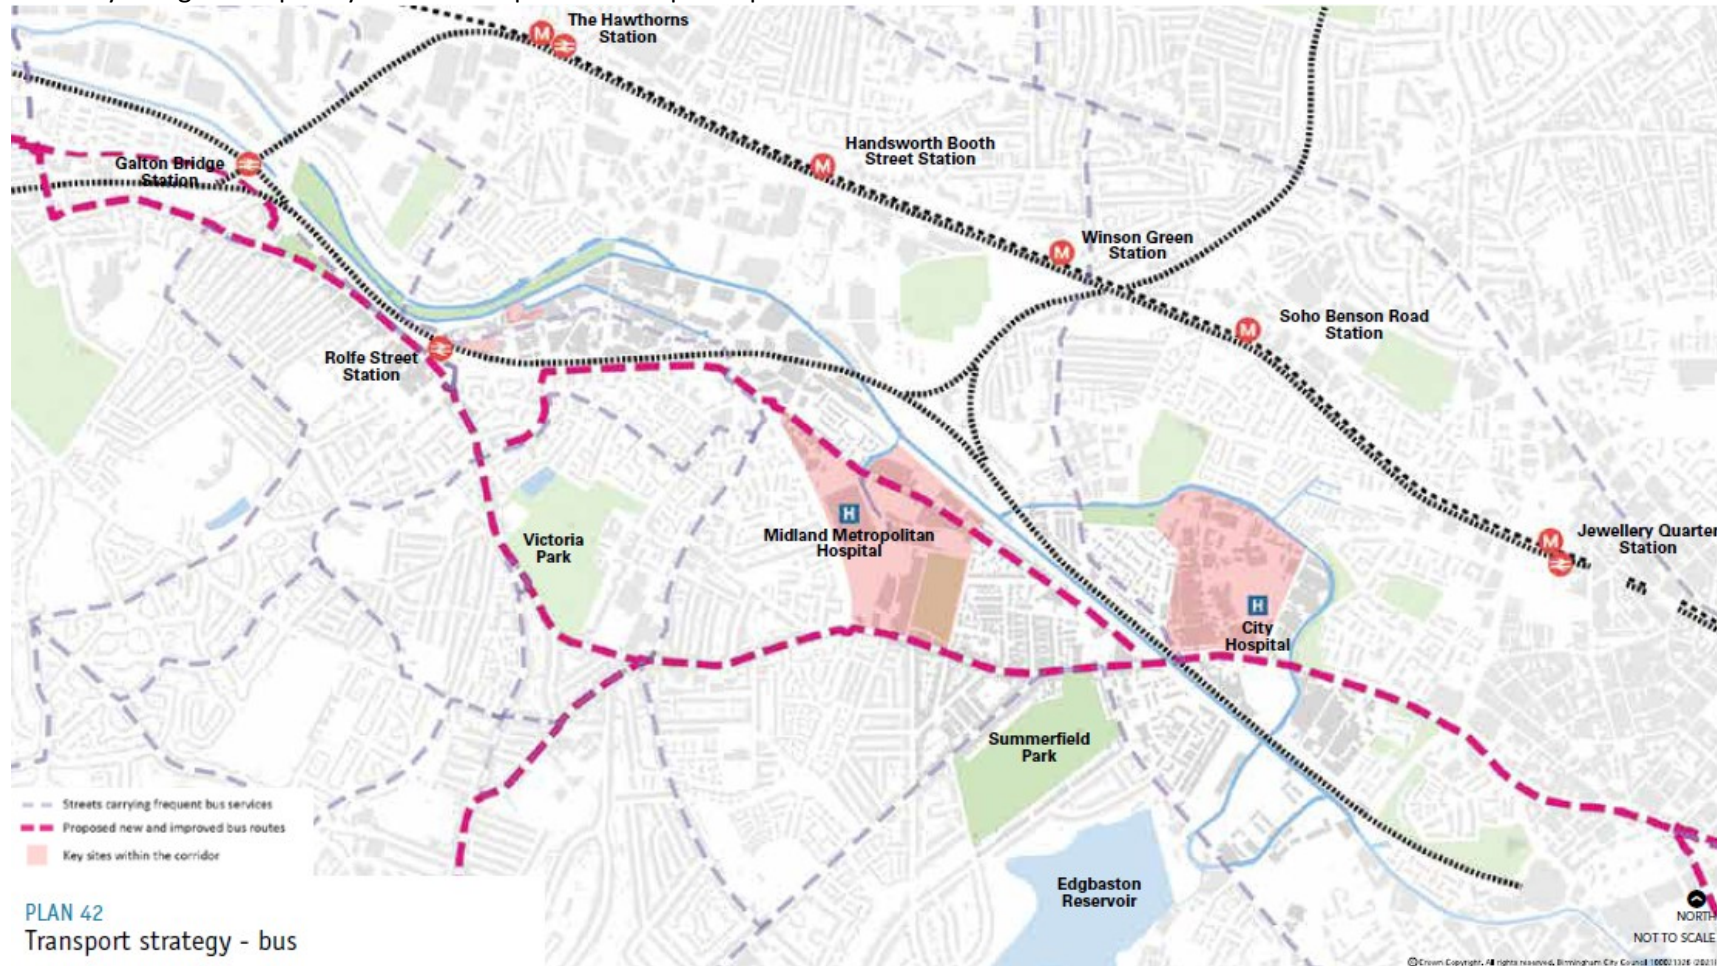 The Hawthorns
Station
Handsworth Booth
Street Station
Galton Bridge
Station
Winson Green
Station
Soho Benson Road
Station
Rolfe Street
Station
Jewellery Quarter
Station
Victoria
Park
H
Midland Metropolitan
Hospital
H
City
Hospital
Summerfield
Park
Edgbaston
Reservoir
Streets carrying frequent bus services
Proposed new and improved bus routes
Key sites within the corridor
PLAN 42
Transport strategy - bus
NORTH
NOT TO SCALE
M
M
M
M
M